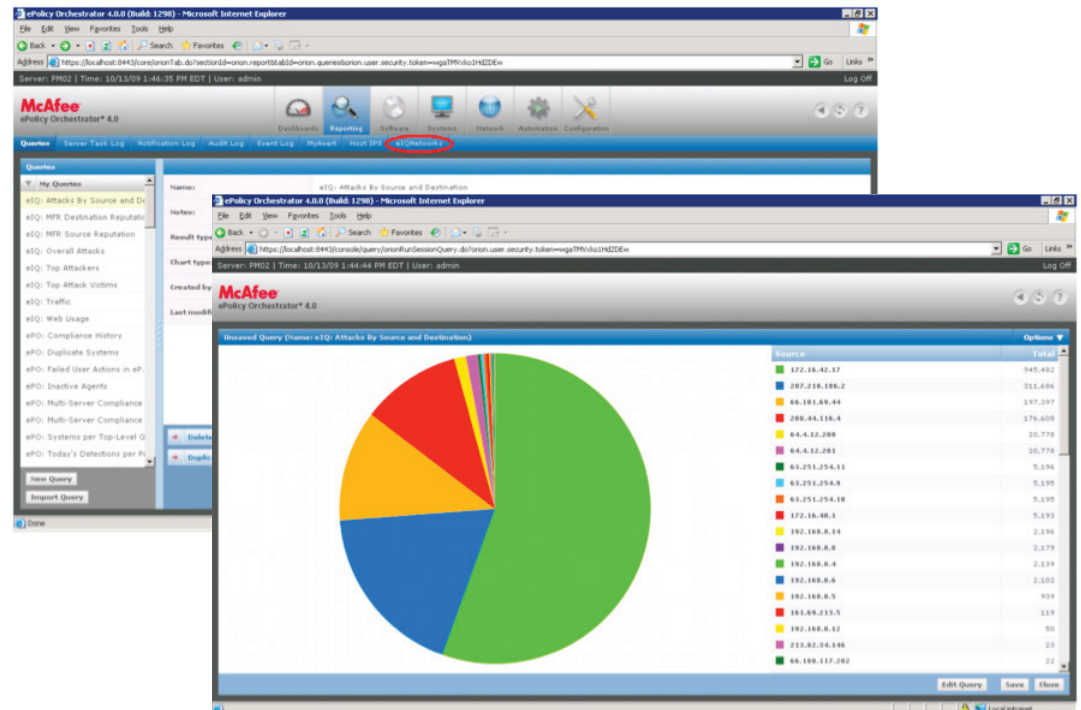 ePolicy Orchestrator 4.0.0 (Build: 1298) - Microsoft Internet Explorer
File Edit View Favorites Tools Help
Back Search Favorites
Address https://localhost:8443/core/orionTab.do?sectionId=orion.report&tabId=orion.queries&orion.user.security.token=wgaTMVxko1HdZDEw Go Links »
Server: PM02 | Time: 10/13/09 1:46:35 PM EDT | User: admin Log Off
McAfee
ePolicy Orchestrator® 4.0
Dashboards Reporting Software Systems Network Automation Configuration
Queries Server Task Log Notification Log Audit Log Event Log MyAvert Host IPS eIQNetworks
Queries
My Queries
eIQ: Attacks By Source and De
eIQ: MFR Destination Reputatic
eIQ: MFR Source Reputation
eIQ: Overall Attacks
eIQ: Top Attackers
eIQ: Top Attack Victims
eIQ: Traffic
eIQ: Web Usage
ePO: Compliance History
ePO: Duplicate Systems
ePO: Failed User Actions in eP
ePO: Inactive Agents
ePO: Multi-Server Compliance
ePO: Multi-Server Compliance
ePO: Systems per Top-Level G
ePO: Today's Detections per Pr
New Query
Import Query
Done
Name: eIQ: Attacks By Source and Destination
Notes:
Result type
Chart type:
Created by
Last modifi
Delete
Duplic
ePolicy Orchestrator 4.0.0 (Build: 1298) - Microsoft Internet Explorer
File Edit View Favorites Tools Help
Back Search Favorites
Address https://localhost:8443/console/query/orionRunSessionQuery.do?orion.user.security.token=wgaTMVxko1HdZDEw Go Links »
Server: PM02 | Time: 10/13/09 1:44:44 PM EDT | User: admin Log Off
McAfee
ePolicy Orchestrator® 4.0
Unsaved Query (Name: eIQ: Attacks By Source and Destination) Options
Source Total
172.16.42.17 945,482
207.218.186.2 311,686
66.101.69.44 197,397
208.44.116.4 176,608
64.4.12.200 20,778
64.4.12.201 20,778
63.251.254.11 5,196
63.251.254.9 5,195
63.251.254.10 5,195
172.16.40.1 5,193
192.168.0.14 2,196
192.168.0.8 2,179
192.168.0.4 2,139
192.168.0.6 2,102
192.168.0.5 939
161.69.213.5 119
192.168.0.12 50
213.82.34.146 23
66.180.117.202 22
Edit Query Save Close
Local intranet